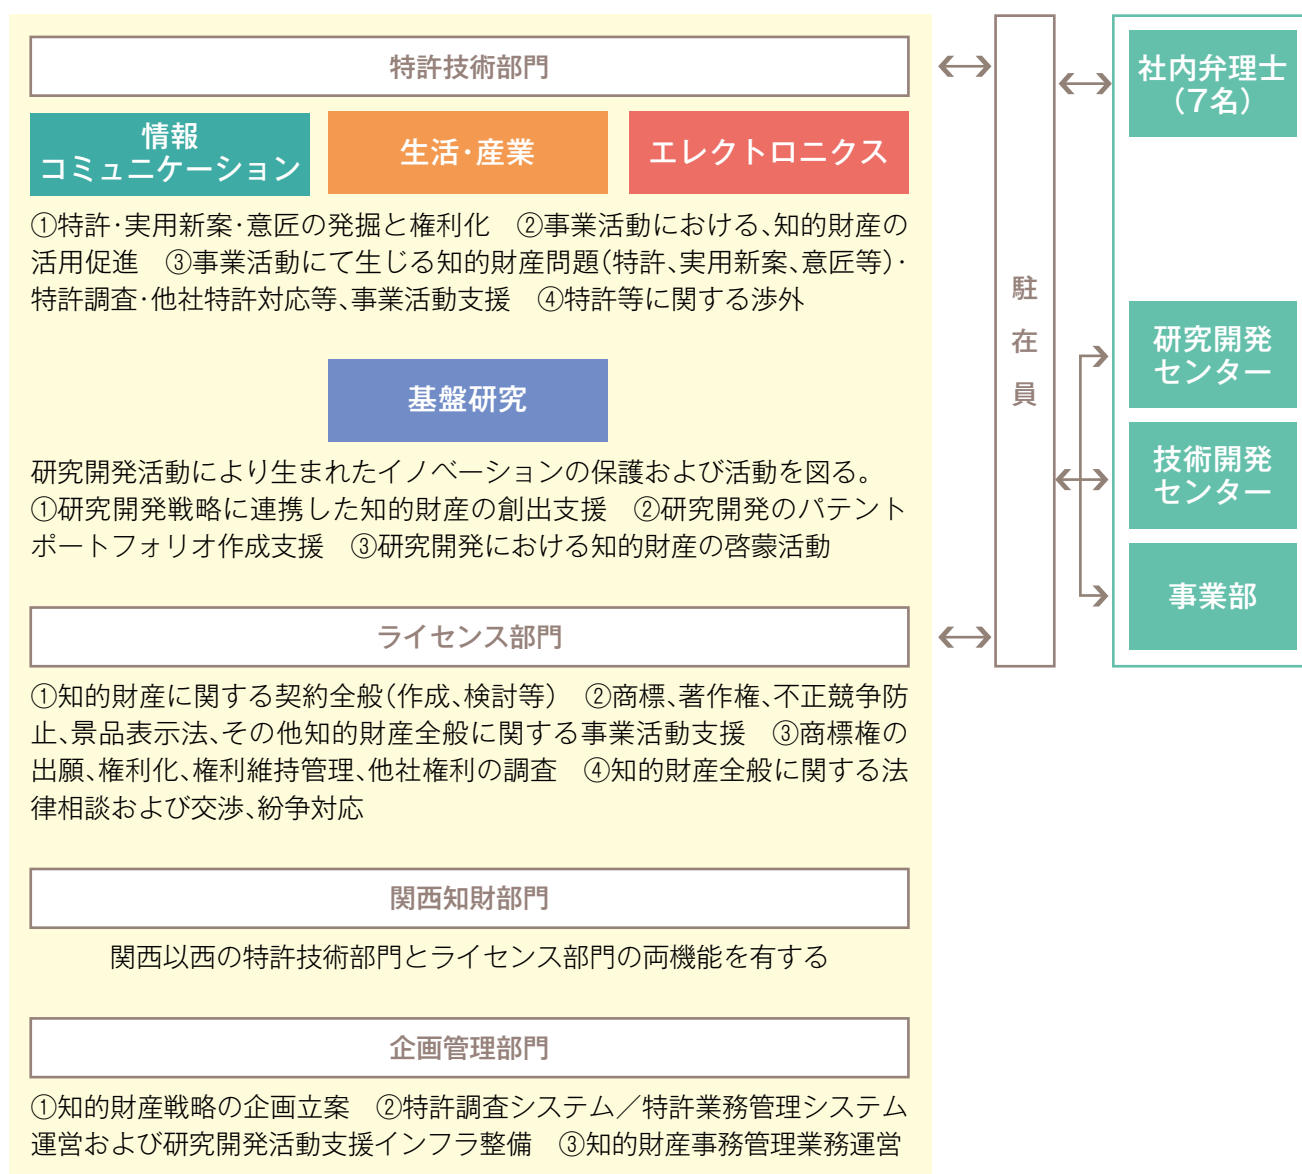 特許技術部門
情報
コミュニケーション
生活･産業
エレクトロニクス
①特許･実用新案･意匠の発掘と権利化　②事業活動における、知的財産の
活用促進　③事業活動にて生じる知的財産問題(特許、実用新案、意匠等)･
特許調査･他社特許対応等、事業活動支援　④特許等に関する渉外
基盤研究
研究開発活動により生まれたイノベーションの保護および活動を図る。
①研究開発戦略に連携した知的財産の創出支援　②研究開発のパテント
ポートフォリオ作成支援　③研究開発における知的財産の啓蒙活動
ライセンス部門
①知的財産に関する契約全般(作成、検討等)　②商標、著作権、不正競争防
止、景品表示法、その他知的財産全般に関する事業活動支援　③商標権の
出願、権利化、権利維持管理、他社権利の調査　④知的財産全般に関する法
律相談および交渉、紛争対応
関西知財部門
関西以西の特許技術部門とライセンス部門の両機能を有する
企画管理部門
①知的財産戦略の企画立案　②特許調査システム／特許業務管理システム
運営および研究開発活動支援インフラ整備　③知的財産事務管理業務運営
駐在員
社内弁理士
(7名)
研究開発
センター
技術開発
センター
事業部